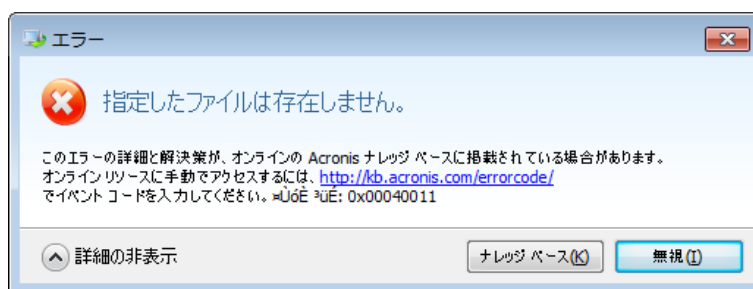 エラー
指定したファイルは存在しません。
このエラーの詳細と解決策が、オンラインの Acronis ナレッジ ベースに掲載されている場合があります。
オンライン リソースに手動でアクセスするには、http://kb.acronis.com/errorcode/
でイベント コードを入力してください。¤ÙóÈ ³üÉ: 0x00040011
詳細の非表示
ナレッジ ベース(K)
無視(I)